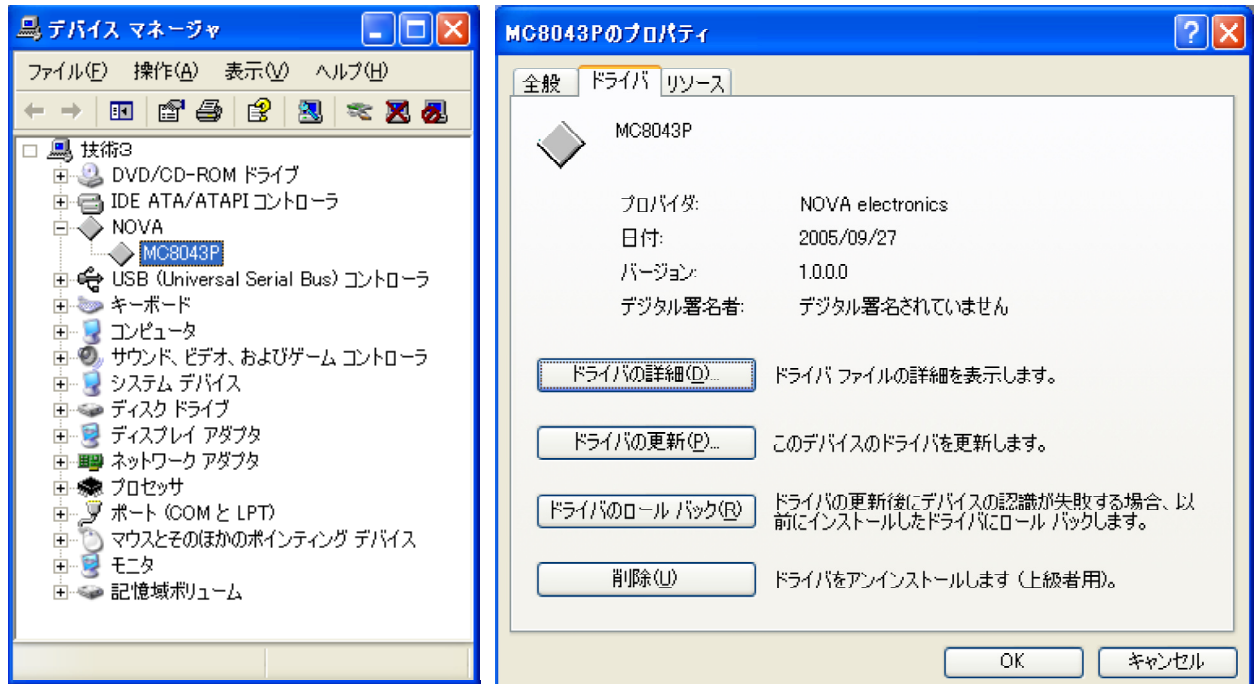 デバイス マネージャ
ファイル(F) 操作(A) 表示(V) ヘルプ(H)
技術3
DVD/CD-ROM ドライブ
IDE ATA/ATAPI コントローラ
NOVA
MC8043P
USB (Universal Serial Bus) コントローラ
キーボード
コンピュータ
サウンド、ビデオ、およびゲーム コントローラ
システム デバイス
ディスク ドライブ
ディスプレイ アダプタ
ネットワーク アダプタ
プロセッサ
ポート (COM と LPT)
マウスとそのほかのポインティング デバイス
モニタ
記憶域ボリューム
MC8043Pのプロパティ
全般 ドライバ リソース
MC8043P
プロバイダ: NOVA electronics
日付: 2005/09/27
バージョン: 1.0.0.0
デジタル署名者: デジタル署名されていません
ドライバの詳細(D)... ドライバ ファイルの詳細を表示します。
ドライバの更新(P)... このデバイスのドライバを更新します。
ドライバのロール バック(R) ドライバの更新後にデバイスの認識が失敗する場合、以
前にインストールしたドライバにロール バックします。
削除(U) ドライバをアンインストールします (上級者用)。
OK キャンセル